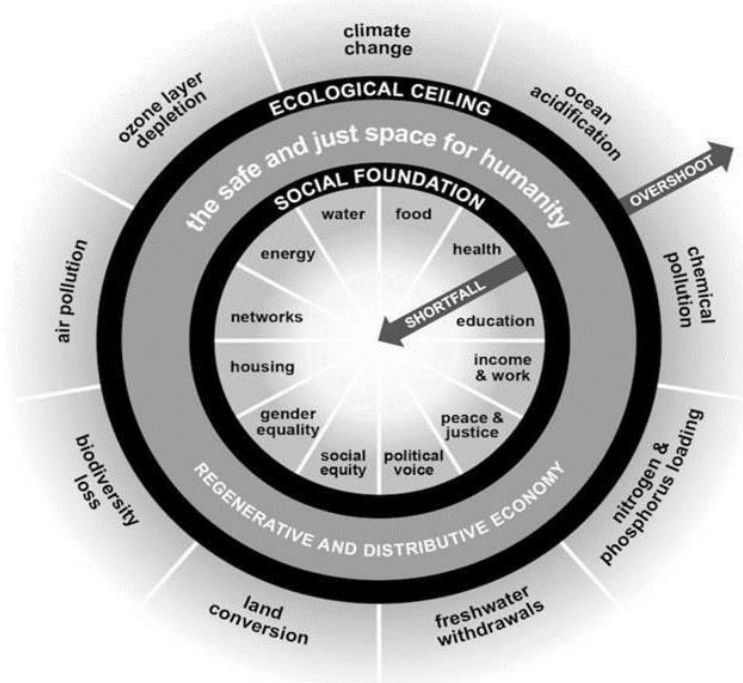 climate
change
ozone layer
depletion
ocean
acidification
ECOLOGICAL CEILING
the safe and just space for humanity
OVERSHOOT
SOCIAL FOUNDATION
water
food
energy
health
air pollution
chemical
pollution
SHORTFALL
networks
education
housing
income
& work
gender
equality
peace &
justice
social
equity
political
voice
biodiversity
loss
nitrogen &
phosphorus loading
REGENERATIVE AND DISTRIBUTIVE ECONOMY
land
conversion
freshwater
withdrawals